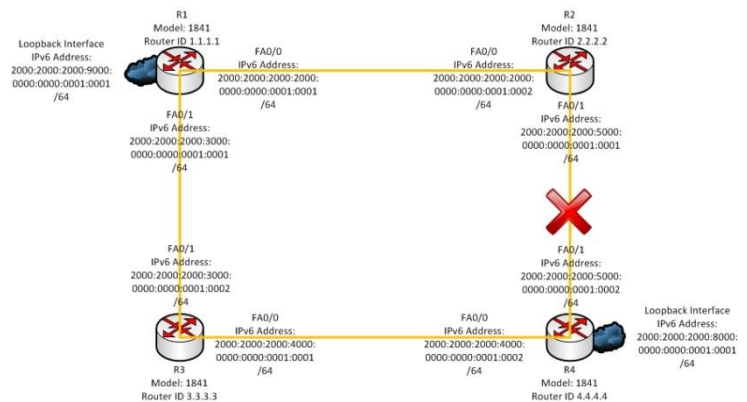 R1
Model: 1841
Router ID 1.1.1.1
R2
Model: 1841
Router ID 2.2.2.2
Loopback Interface
IPv6 Address:
2000:2000:2000:9000:
0000:0000:0001:0001
/64
FA0/0
IPv6 Address:
2000:2000:2000:2000:
0000:0000:0001:0001
/64
FA0/0
IPv6 Address:
2000:2000:2000:2000:
0000:0000:0001:0002
/64
FA0/1
IPv6 Address:
2000:2000:2000:3000:
0000:0000:0001:0001
/64
FA0/1
IPv6 Address:
2000:2000:2000:5000:
0000:0000:0001:0001
/64
FA0/1
IPv6 Address:
2000:2000:2000:3000:
0000:0000:0001:0002
/64
FA0/1
IPv6 Address:
2000:2000:2000:5000:
0000:0000:0001:0002
/64
FA0/0
IPv6 Address:
2000:2000:2000:4000:
0000:0000:0001:0001
/64
FA0/0
IPv6 Address:
2000:2000:2000:4000:
0000:0000:0001:0002
/64
Loopback Interface
IPv6 Address:
2000:2000:2000:8000:
0000:0000:0001:0001
/64
R3
Model: 1841
Router ID 3.3.3.3
R4
Model: 1841
Router ID 4.4.4.4